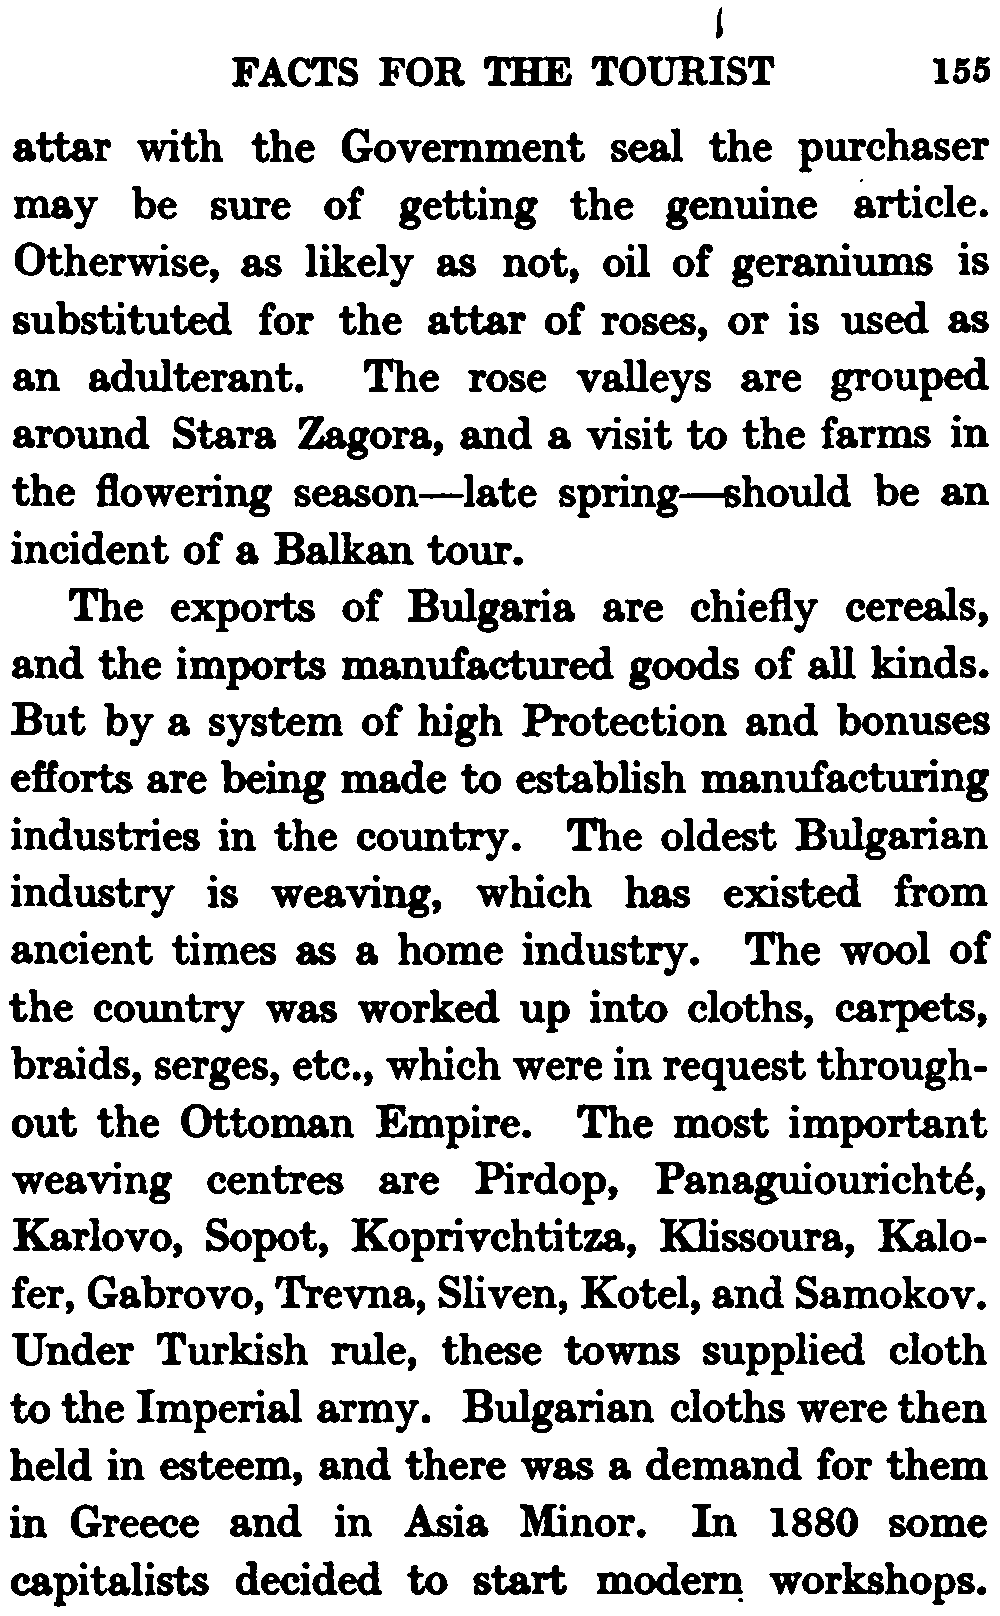 FACTS FOR THE TOURIST 155
attar with the Government seal the purchaser
may be sure of getting the genuine article.
Otherwise, as likely as not, oil of geraniums is
substituted for the attar of roses, or is used as
an adulterant. The rose valleys are grouped
around Stara Zagora, and a visit to the farms in
the flowering season—late spring—should be an
incident of a Balkan tour.
The exports of Bulgaria are chiefly cereals,
and the imports manufactured goods of all kinds.
But by a system of high Protection and bonuses
efforts are being made to establish manufacturing
industries in the country. The oldest Bulgarian
industry is weaving, which has existed from
ancient times as a home industry. The wool of
the country was worked up into cloths, carpets,
braids, serges, etc., which were in request through-
out the Ottoman Empire. The most important
weaving centres are Pirdop, Panaguiourichté,
Karlovo, Sopot, Koprivchtitza, Klissoura, Kalo-
fer, Gabrovo, Trevna, Sliven, Kotel, and Samokov.
Under Turkish rule, these towns supplied cloth
to the Imperial army. Bulgarian cloths were then
held in esteem, and there was a demand for them
in Greece and in Asia Minor. In 1880 some
capitalists decided to start modern workshops.